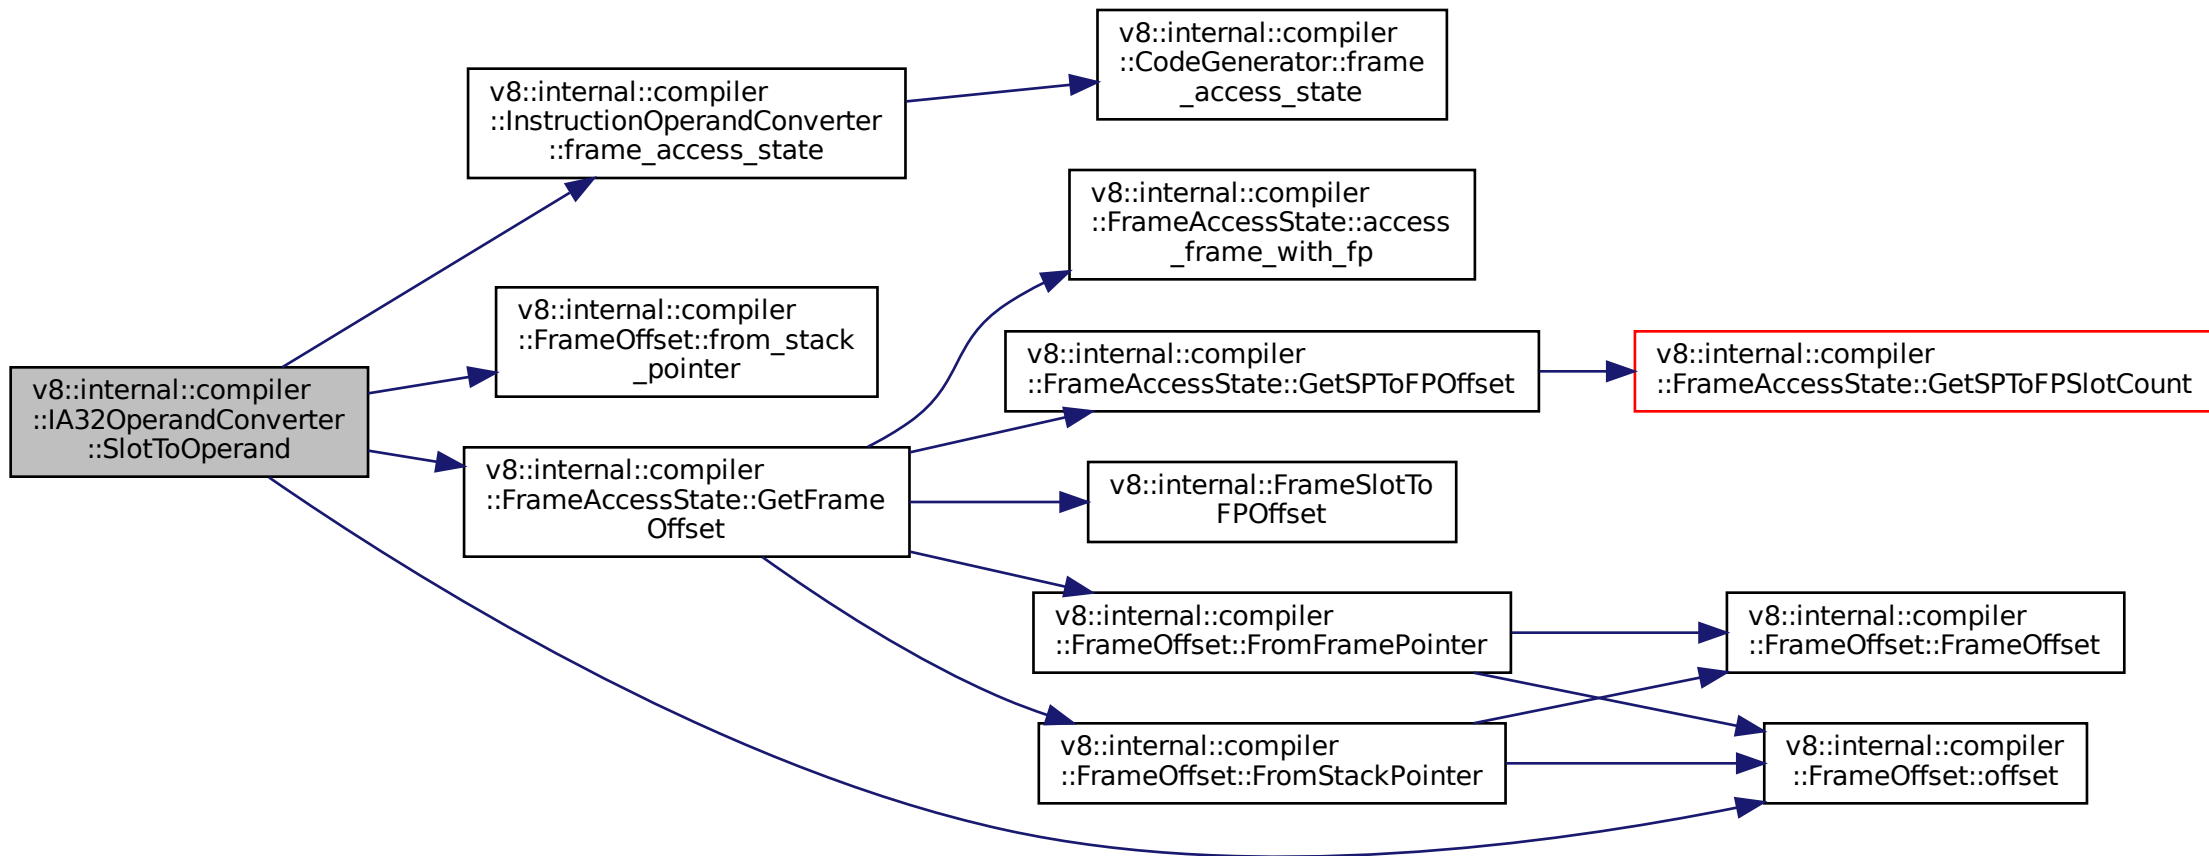 v8::internal::compiler
::IA32OperandConverter
::SlotToOperand
v8::internal::compiler
::InstructionOperandConverter
::frame_access_state
v8::internal::compiler
::CodeGenerator::frame
_access_state
v8::internal::compiler
::FrameOffset::from_stack
_pointer
v8::internal::compiler
::FrameAccessState::GetFrame
Offset
v8::internal::compiler
::FrameAccessState::access
_frame_with_fp
v8::internal::compiler
::FrameAccessState::GetSPToFPOffset
v8::internal::compiler
::FrameAccessState::GetSPToFPSlotCount
v8::internal::FrameSlotTo
FPOffset
v8::internal::compiler
::FrameOffset::FromFramePointer
v8::internal::compiler
::FrameOffset::FrameOffset
v8::internal::compiler
::FrameOffset::FromStackPointer
v8::internal::compiler
::FrameOffset::offset